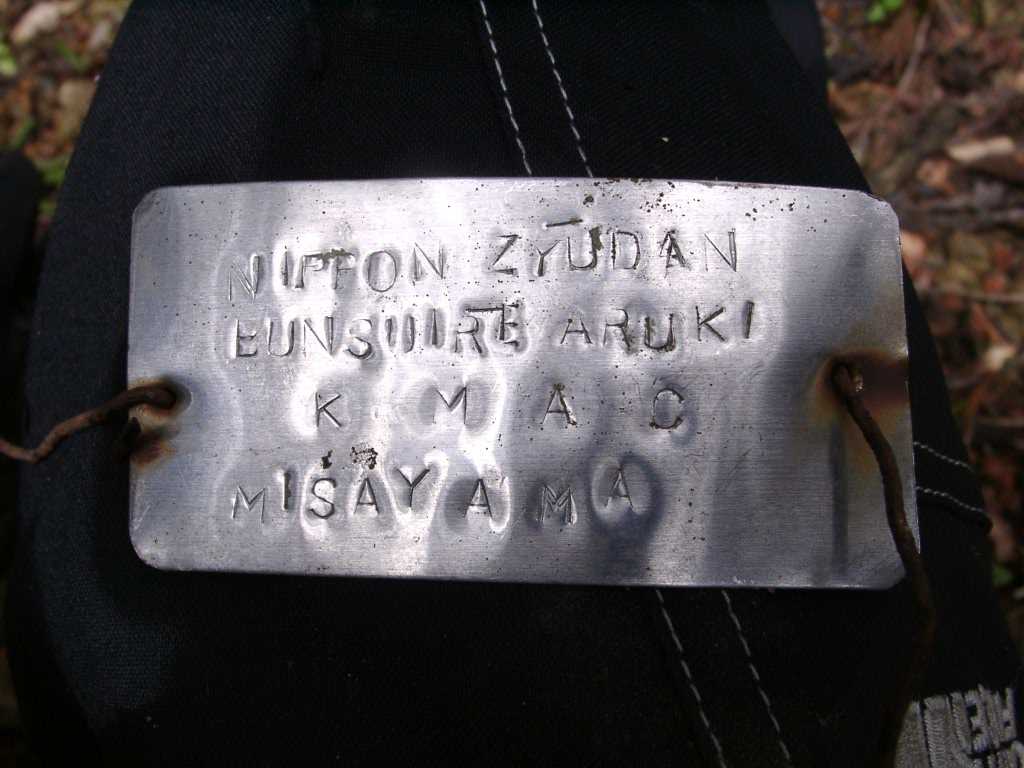 NIPPON ZYUDAN
BUNSUIRE ARUKI
K M A C
MISAYAMA